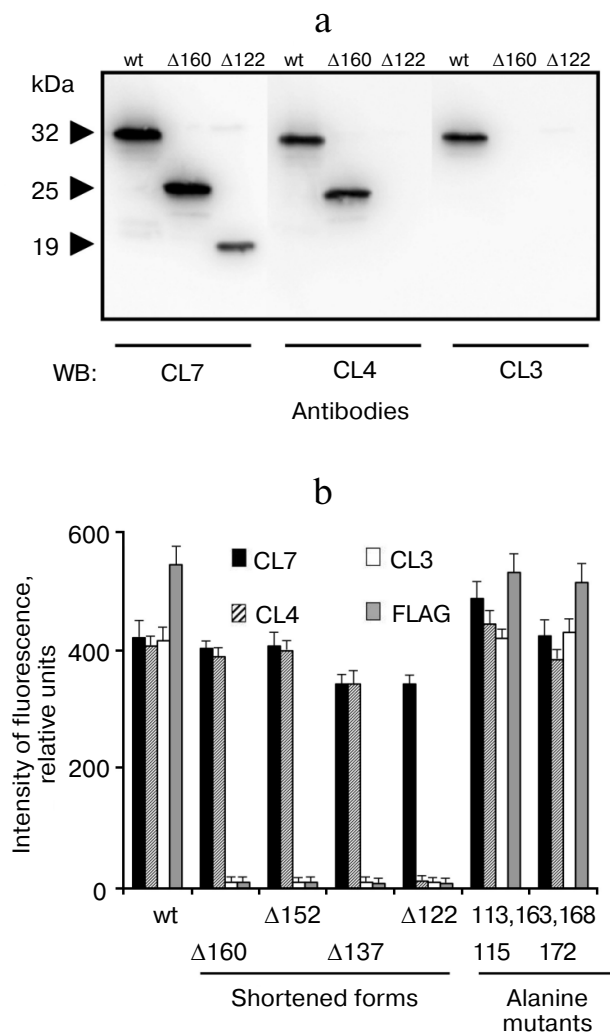 a
wt Δ160 Δ122 wt Δ160 Δ122 wt Δ160 Δ122
kDa
32
25
19
WB: CL7 CL4 CL3
Antibodies
b
Intensity of fluorescence,
relative units
600
400
200
0
CL7 CL3
CL4 FLAG
wt Δ152 Δ122 113,163,168
Δ160 Δ137 115 172
Shortened forms Alanine
mutants